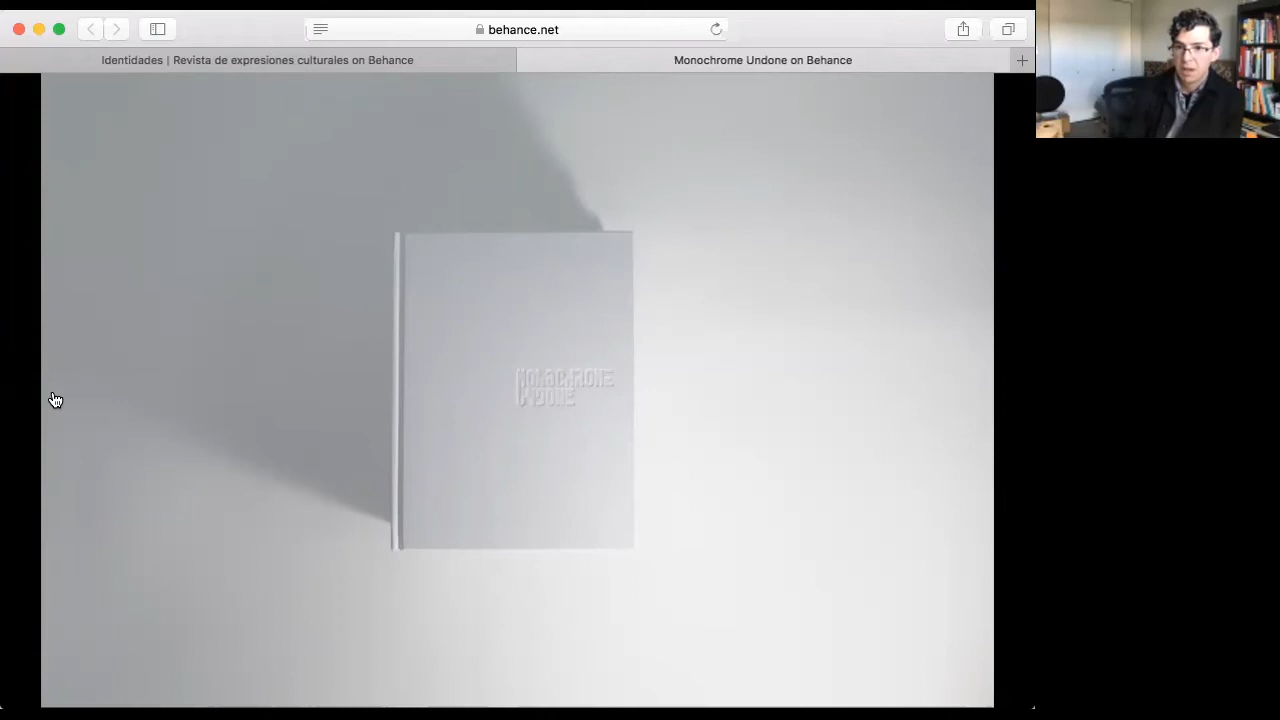 behance.net
Identidades | Revista de expresiones culturales on Behance
Monochrome Undone on Behance
MONOCHROME
UNDONE